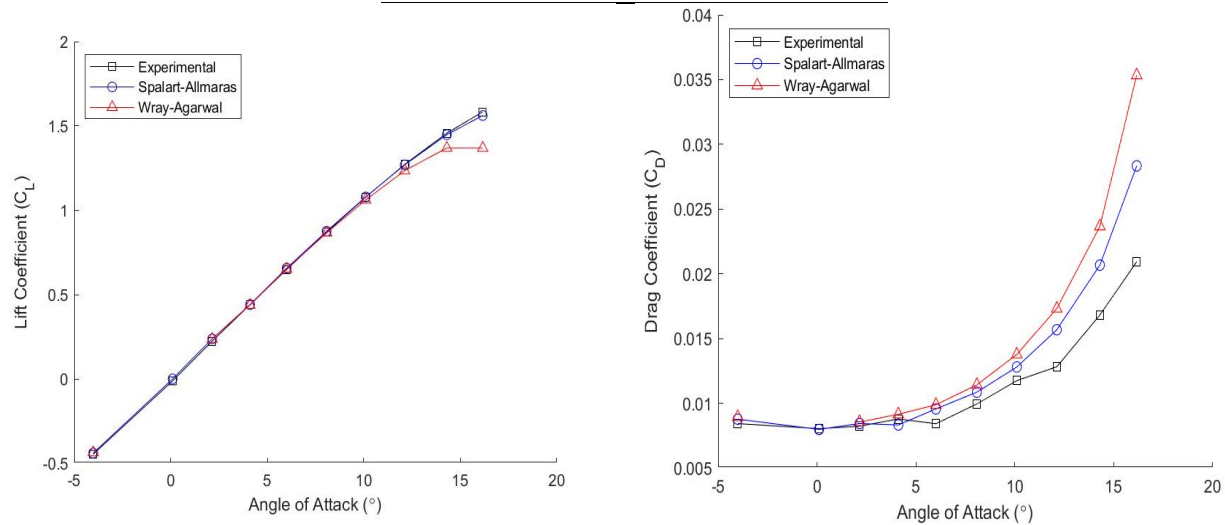 2
1.5
1
0.5
0
-0.5
-5
0
5
10
15
20
Lift Coefficient (C_L)
Angle of Attack (°)
Experimental
Spalart-Allmaras
Wray-Agarwal
0.04
0.035
0.03
0.025
0.02
0.015
0.01
0.005
-5
0
5
10
15
20
Drag Coefficient (C_D)
Angle of Attack (°)
Experimental
Spalart-Allmaras
Wray-Agarwal